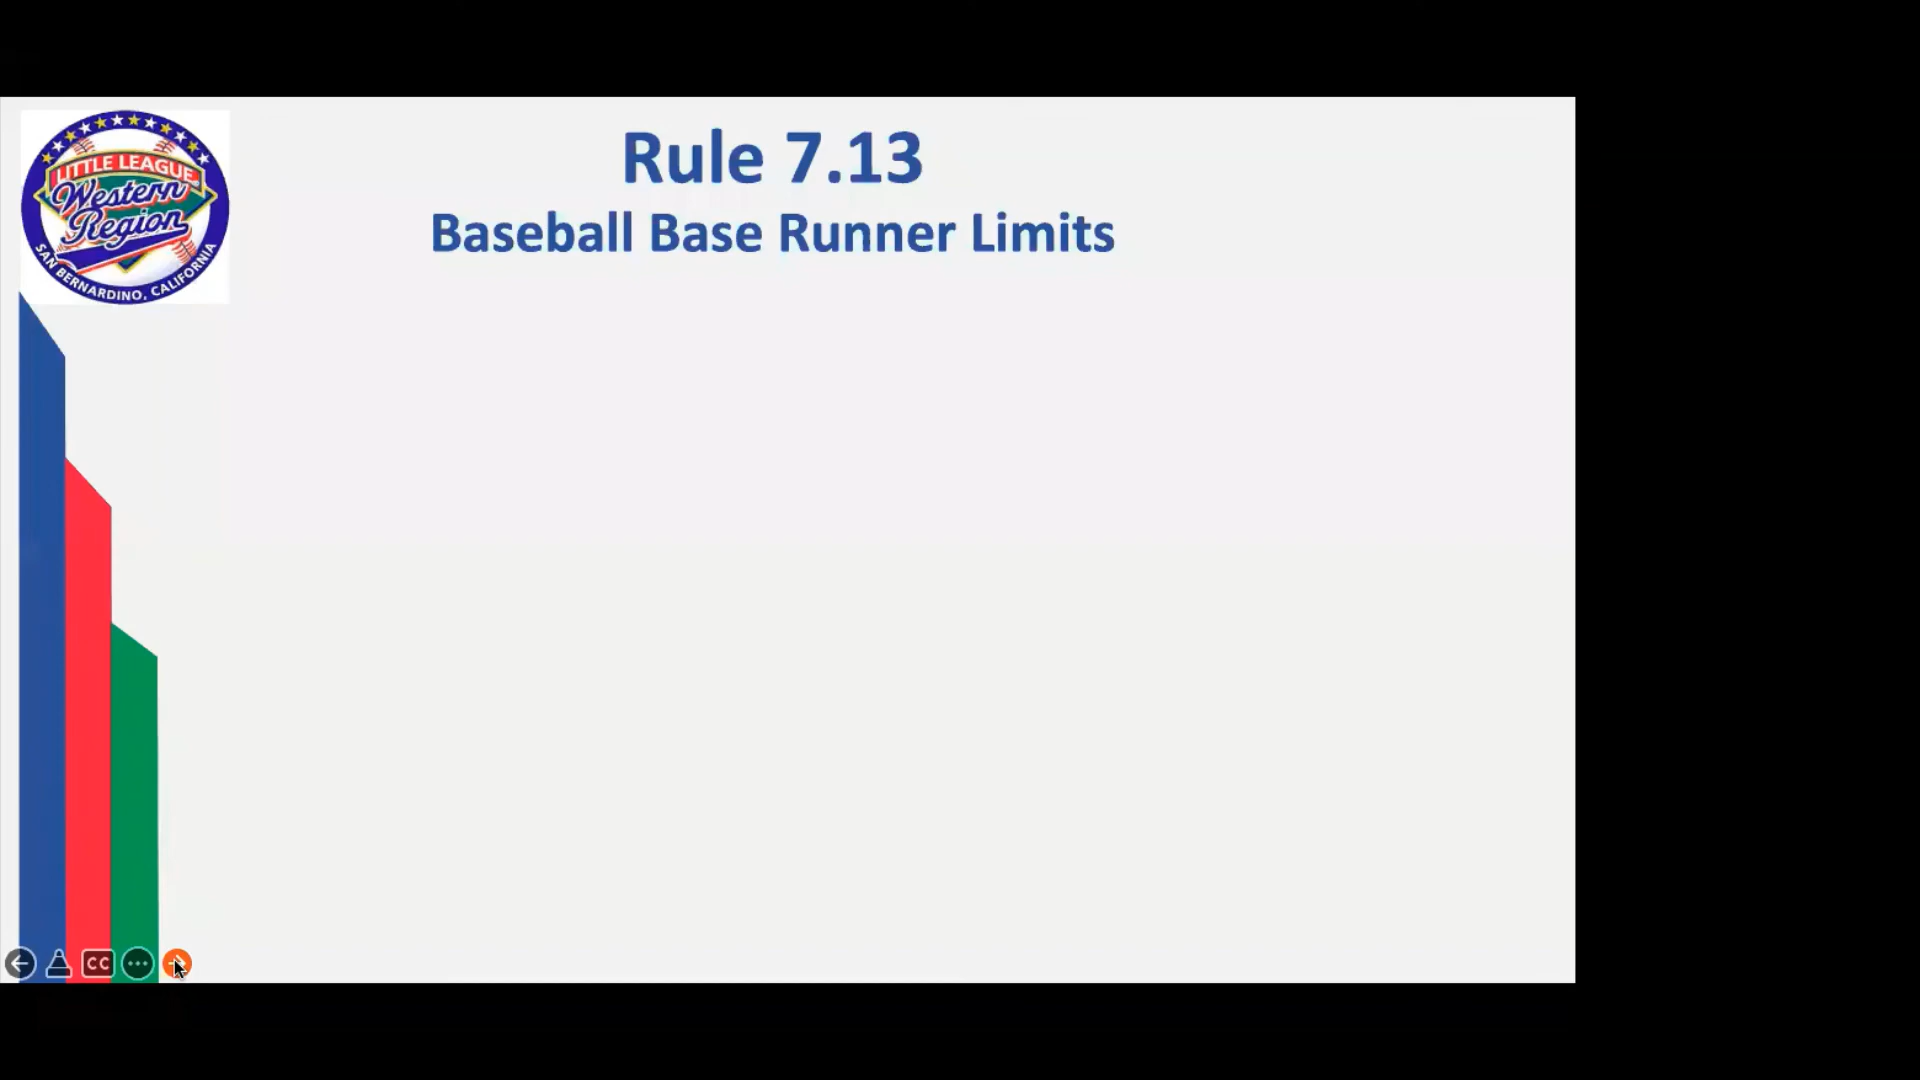 Rule 7.13
Baseball Base Runner Limits
LITTLE LEAGUE
Western
Region
SAN BERNARDINO, CALIFORNIA
CC